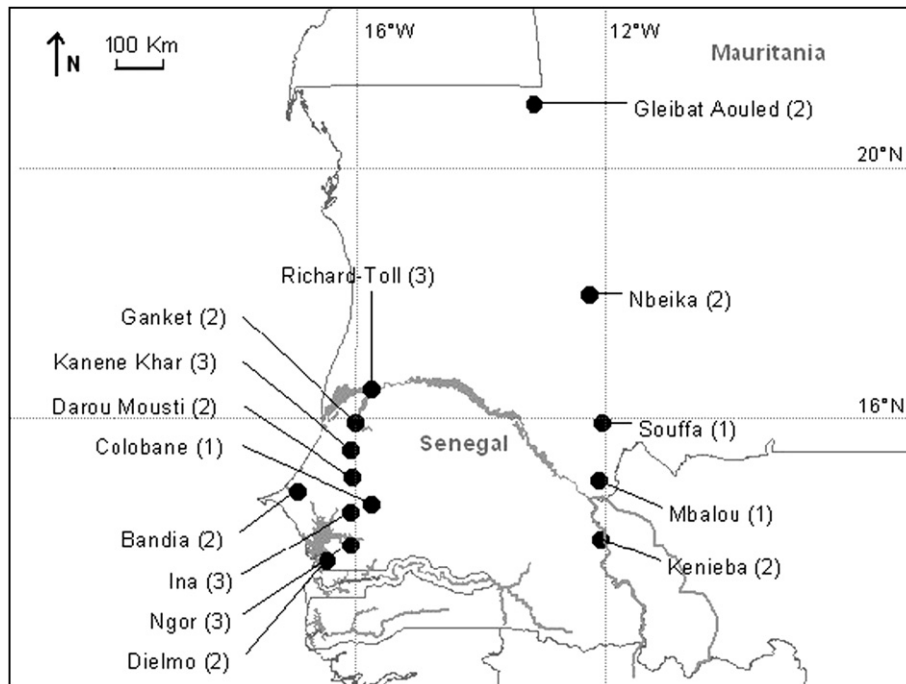 16°W
12°W
100 Km
N
Mauritania
Gleibat Aouled (2)
20°N
Richard-Toll (3)
Nbeika (2)
Ganket (2)
Kanene Khar (3)
Darou Mousti (2)
16°N
Souffa (1)
Colobane (1)
Senegal
Mbalou (1)
Bandia (2)
Kenieba (2)
Ina (3)
Ngor (3)
Dielmo (2)